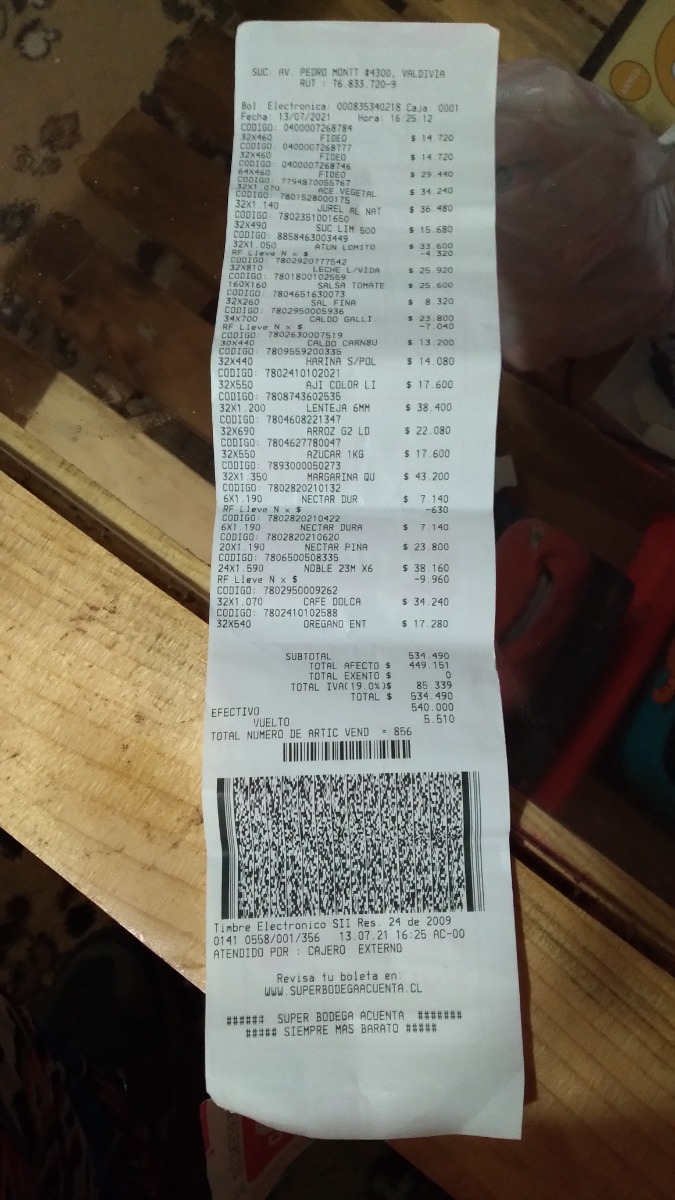 SUC: AV. PEDRO MONTT #4300, VALDIVIA
RUT : 76.833.720-9
Bol. Electronica: 000835340218 Caja: 0001
Fecha: 13/07/2021 Hora: 16:25:12
CODIGO: 0400007268784
32X460 FIDEO $ 14.720
CODIGO: 0400007268777
32X460 FIDEO $ 14.720
CODIGO: 0400007268746
64X460 FIDEO $ 29.440
CODIGO: 7794870055767
32X1.070 ACE VEGETAL $ 34.240
CODIGO: 7801528000175
32X1.140 JUREL AL NAT $ 36.480
CODIGO: 7802351001650
32X490 SUC LIM 500 $ 15.680
CODIGO: 8858463003449
32X1.050 ATUN LOMITO $ 33.600
RF Lleve N x $ -4.320
CODIGO: 7802920777542
32X810 LECHE L/VIDA $ 25.920
CODIGO: 7801800102559
160X160 SALSA TOMATE $ 25.600
CODIGO: 7804651630073
32X260 SAL FINA $ 8.320
CODIGO: 7802950005936
34X700 CALDO GALLI $ 23.800
RF Lleve N x $ -7.040
CODIGO: 7802630007519
30X440 CALDO CARN8U $ 13.200
CODIGO: 7809559200335
32X440 HARINA S/POL $ 14.080
CODIGO: 7802410102021
32X550 AJI COLOR LI $ 17.600
CODIGO: 7808743602535
32X1.200 LENTEJA 6MM $ 38.400
CODIGO: 7804608221347
32X690 ARROZ G2 LD $ 22.080
CODIGO: 7804627780047
32X550 AZUCAR 1KG $ 17.600
CODIGO: 7893000050273
32X1.350 MARGARINA QU $ 43.200
CODIGO: 7802820210132
6X1.190 NECTAR DUR $ 7.140
RF Lleve N x $ -630
CODIGO: 7802820210422
6X1.190 NECTAR DURA $ 7.140
CODIGO: 7802820210620
20X1.190 NECTAR PINA $ 23.800
CODIGO: 7806500508335
24X1.590 NOBLE 23M X6 $ 38.160
RF Lleve N x $ -9.960
CODIGO: 7802950009262
32X1.070 CAFE DOLCA $ 34.240
CODIGO: 7802410102588
32X540 OREGANO ENT $ 17.280
SUBTOTAL 534.490
TOTAL AFECTO $ 449.151
TOTAL EXENTO $ 0
TOTAL IVA(19.0%)$ 85.339
TOTAL $ 534.490
EFECTIVO 540.000
VUELTO 5.510
TOTAL NUMERO DE ARTIC VEND = 856
Timbre Electronico SII Res. 24 de 2009
0141 0558/001/356 13.07.21 16:25 AC-00
ATENDIDO POR : CAJERO EXTERNO
Revisa tu boleta en:
WWW.SUPERBODEGAACUENTA.CL
###### SUPER BODEGA ACUENTA #######
##### SIEMPRE MAS BARATO #####